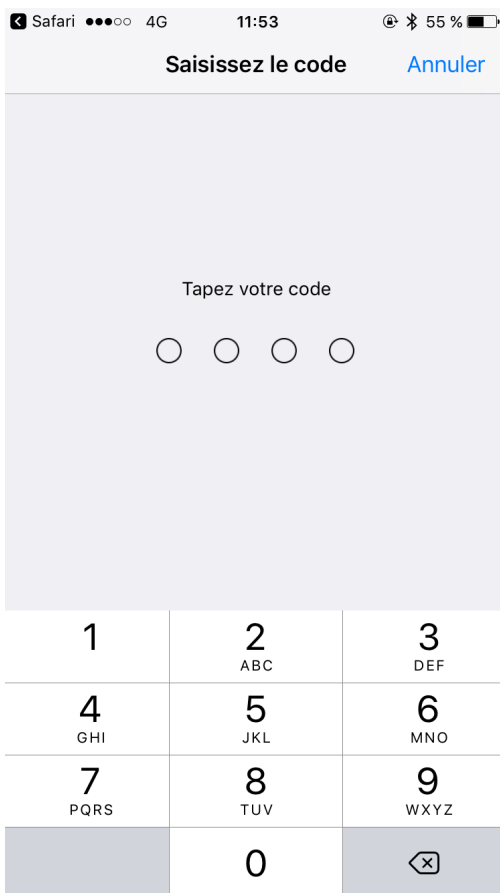 Safari 4G 11:53 55 %
Saisissez le code Annuler
Tapez votre code
1 2 3
ABC DEF
4 5 6
GHI JKL MNO
7 8 9
PQRS TUV WXYZ
0